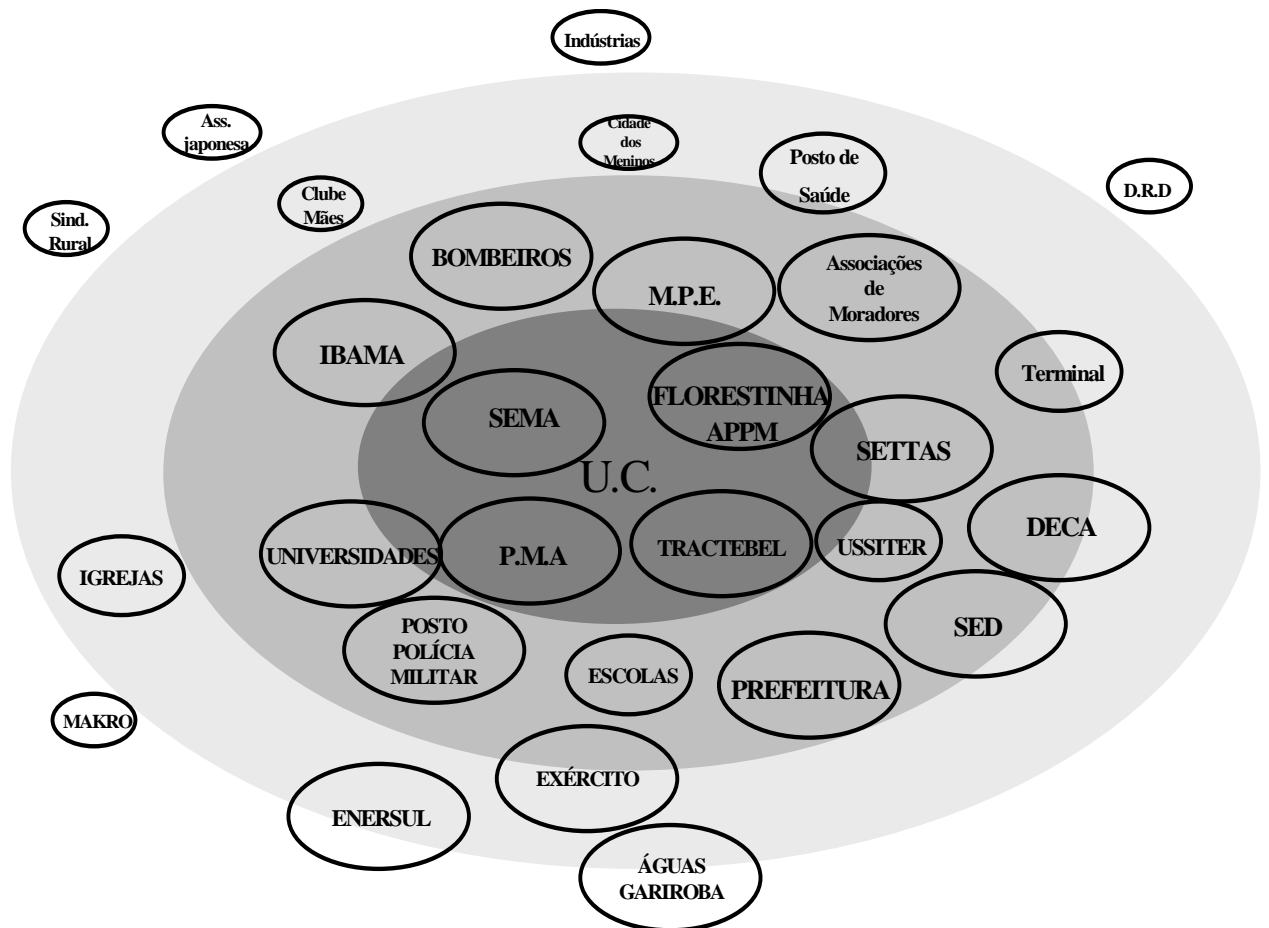 Indústrias
Ass.
japonesa
Cidade
dos
Meninos
Posto de
Saúde
D.R.D
Clube
Mães
Sind.
Rural
BOMBEIROS
M.P.E.
Associações
de
Moradores
IBAMA
Terminal
SEMA
FLORESTINHA
APPM
SETTAS
U.C.
DECA
UNIVERSIDADES
P.M.A
TRACTEBEL
USSITER
IGREJAS
POSTO
POLÍCIA
MILITAR
SED
ESCOLAS
PREFEITURA
MAKRO
EXÉRCITO
ENERSUL
ÁGUAS
GARIROBA